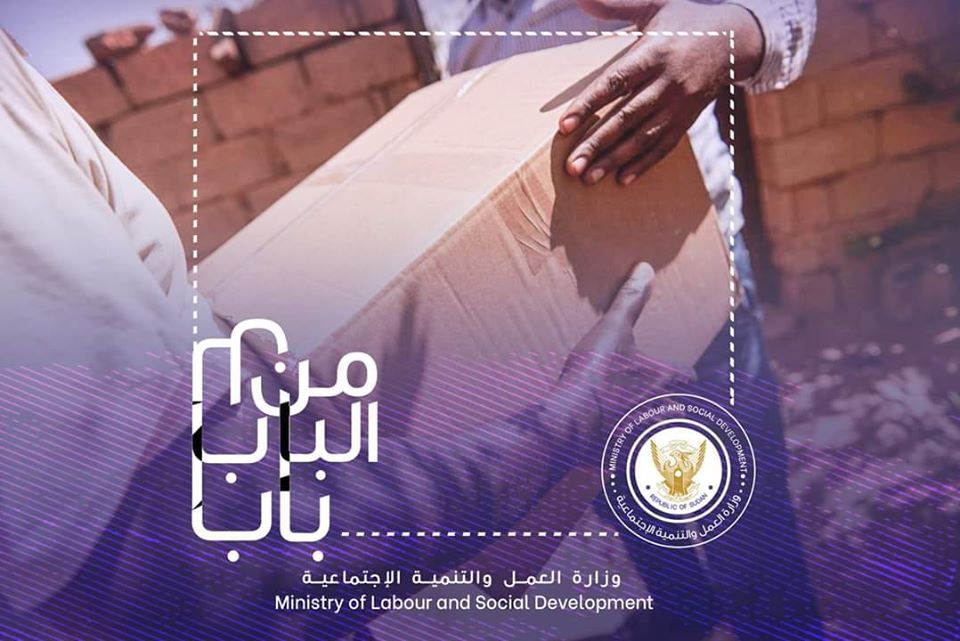 من
الباب
باب
MINISTRY OF LABOUR AND SOCIAL DEVELOPMENT
REPUBLIC OF SUDAN
وزارة العمل والتنمية الإجتماعية
وزارة العمل والتنمية الإجتماعية
Ministry of Labour and Social Development